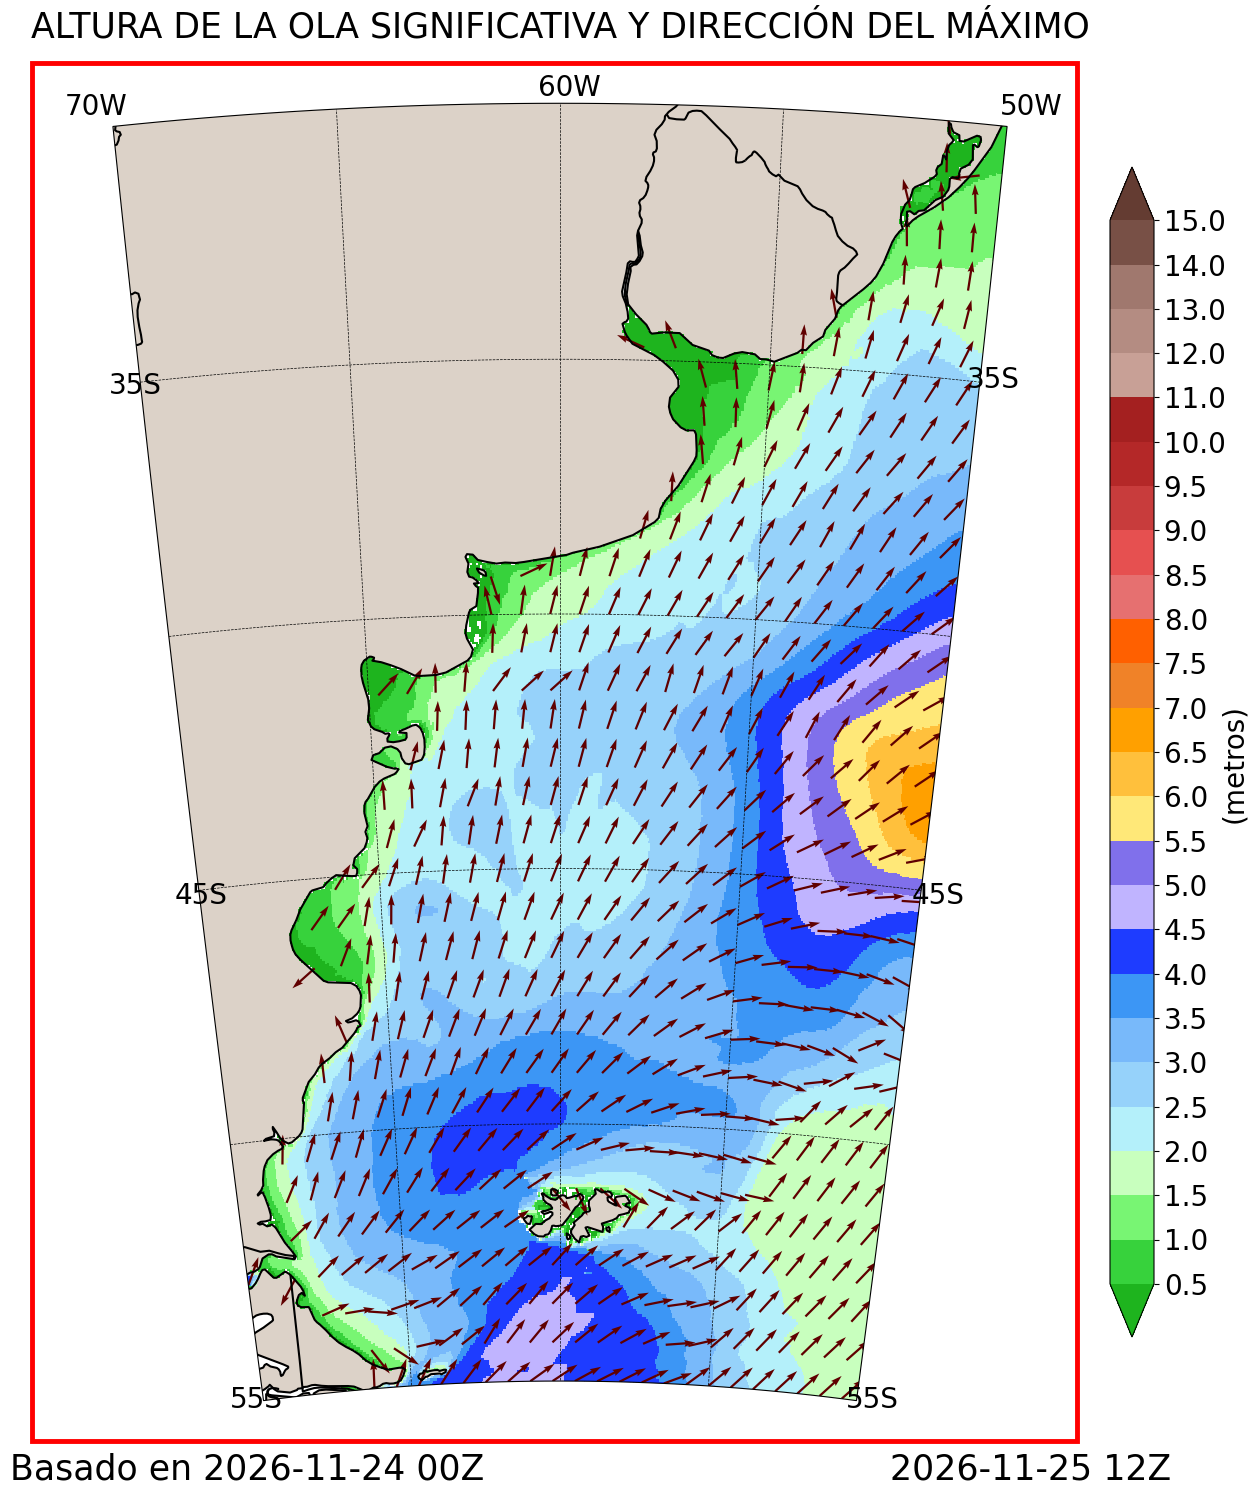 ALTURA DE LA OLA SIGNIFICATIVA Y DIRECCIÓN DEL MÁXIMO
70W
60W
50W
35S
35S
45S
45S
55S
55S
15.0
14.0
13.0
12.0
11.0
10.0
9.5
9.0
8.5
8.0
7.5
7.0
6.5
6.0
5.5
5.0
4.5
4.0
3.5
3.0
2.5
2.0
1.5
1.0
0.5
(metros)
Basado en 2026-11-24 00Z
2026-11-25 12Z